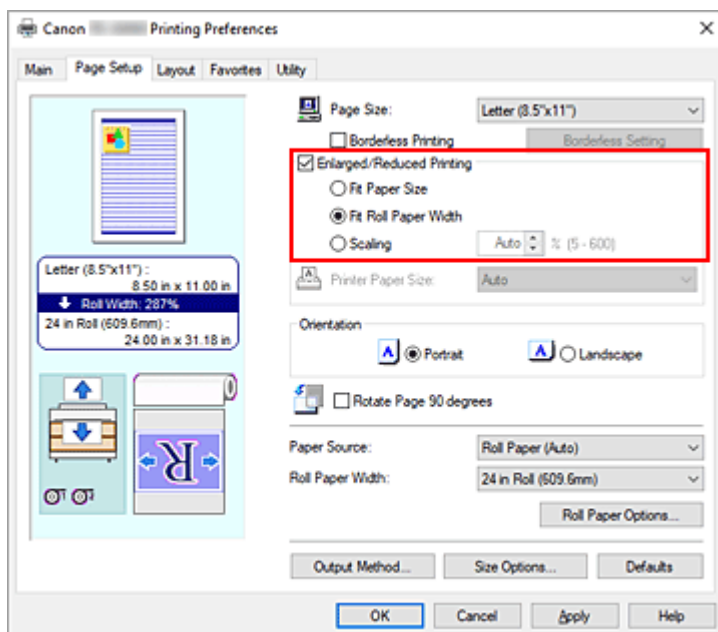 Canon Printing Preferences
Main Page Setup Layout Favorites Utility
Page Size: Letter (8.5"x11")
Borderless Printing Borderless Setting
Enlarged/Reduced Printing
Fit Paper Size
Fit Roll Paper Width
Scaling Auto % (5 - 600)
Printer Paper Size: Auto
Letter (8.5"x11") :
8.50 in x 11.00 in
Roll Width: 287%
24 in Roll (609.6mm) :
24.00 in x 31.18 in
Orientation
A Portrait A Landscape
Rotate Page 90 degrees
Paper Source: Roll Paper (Auto)
Roll Paper Width: 24 in Roll (609.6mm)
Roll Paper Options...
Output Method... Size Options... Defaults
OK Cancel Apply Help